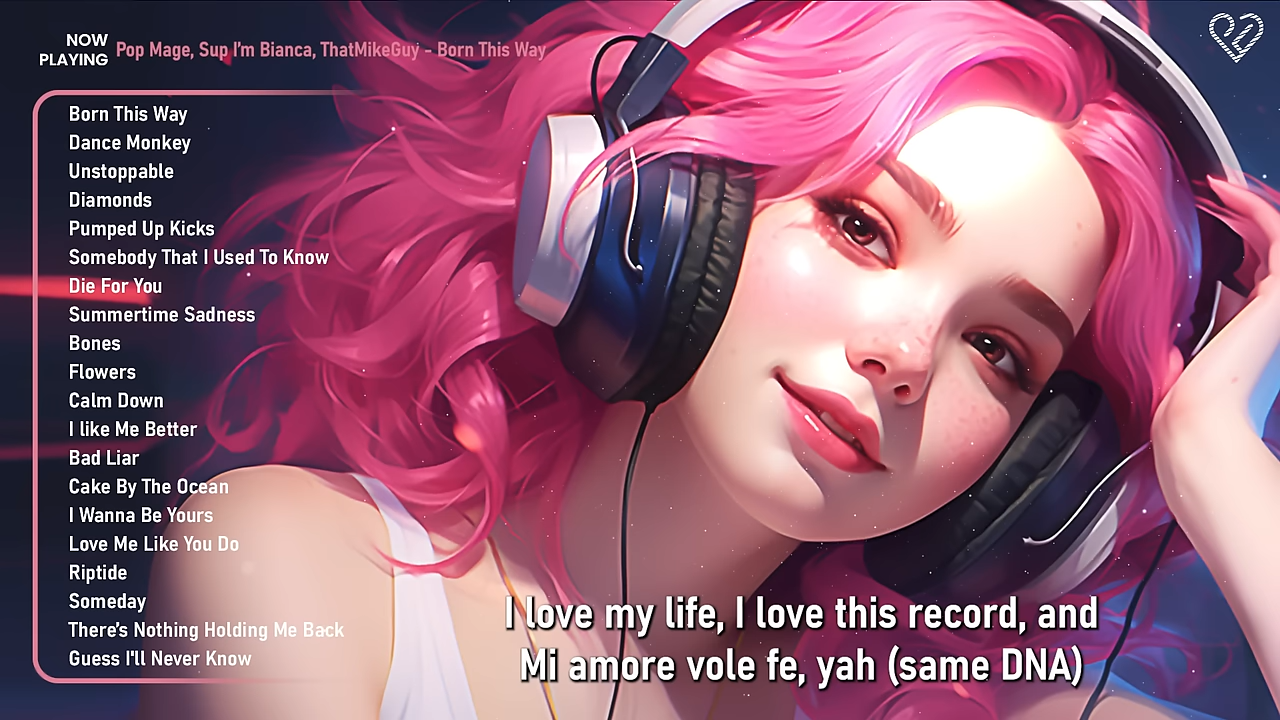 NOW
PLAYING
Pop Mage, Sup I'm Bianca, ThatMikeGuy - Born This Way
Born This Way
Dance Monkey
Unstoppable
Diamonds
Pumped Up Kicks
Somebody That I Used To Know
Die For You
Summertime Sadness
Bones
Flowers
Calm Down
I like Me Better
Bad Liar
Cake By The Ocean
I Wanna Be Yours
Love Me Like You Do
Riptide
Someday
There's Nothing Holding Me Back
Guess I'll Never Know
I love my life, I love this record, and
Mi amore vole fe, yah (same DNA)